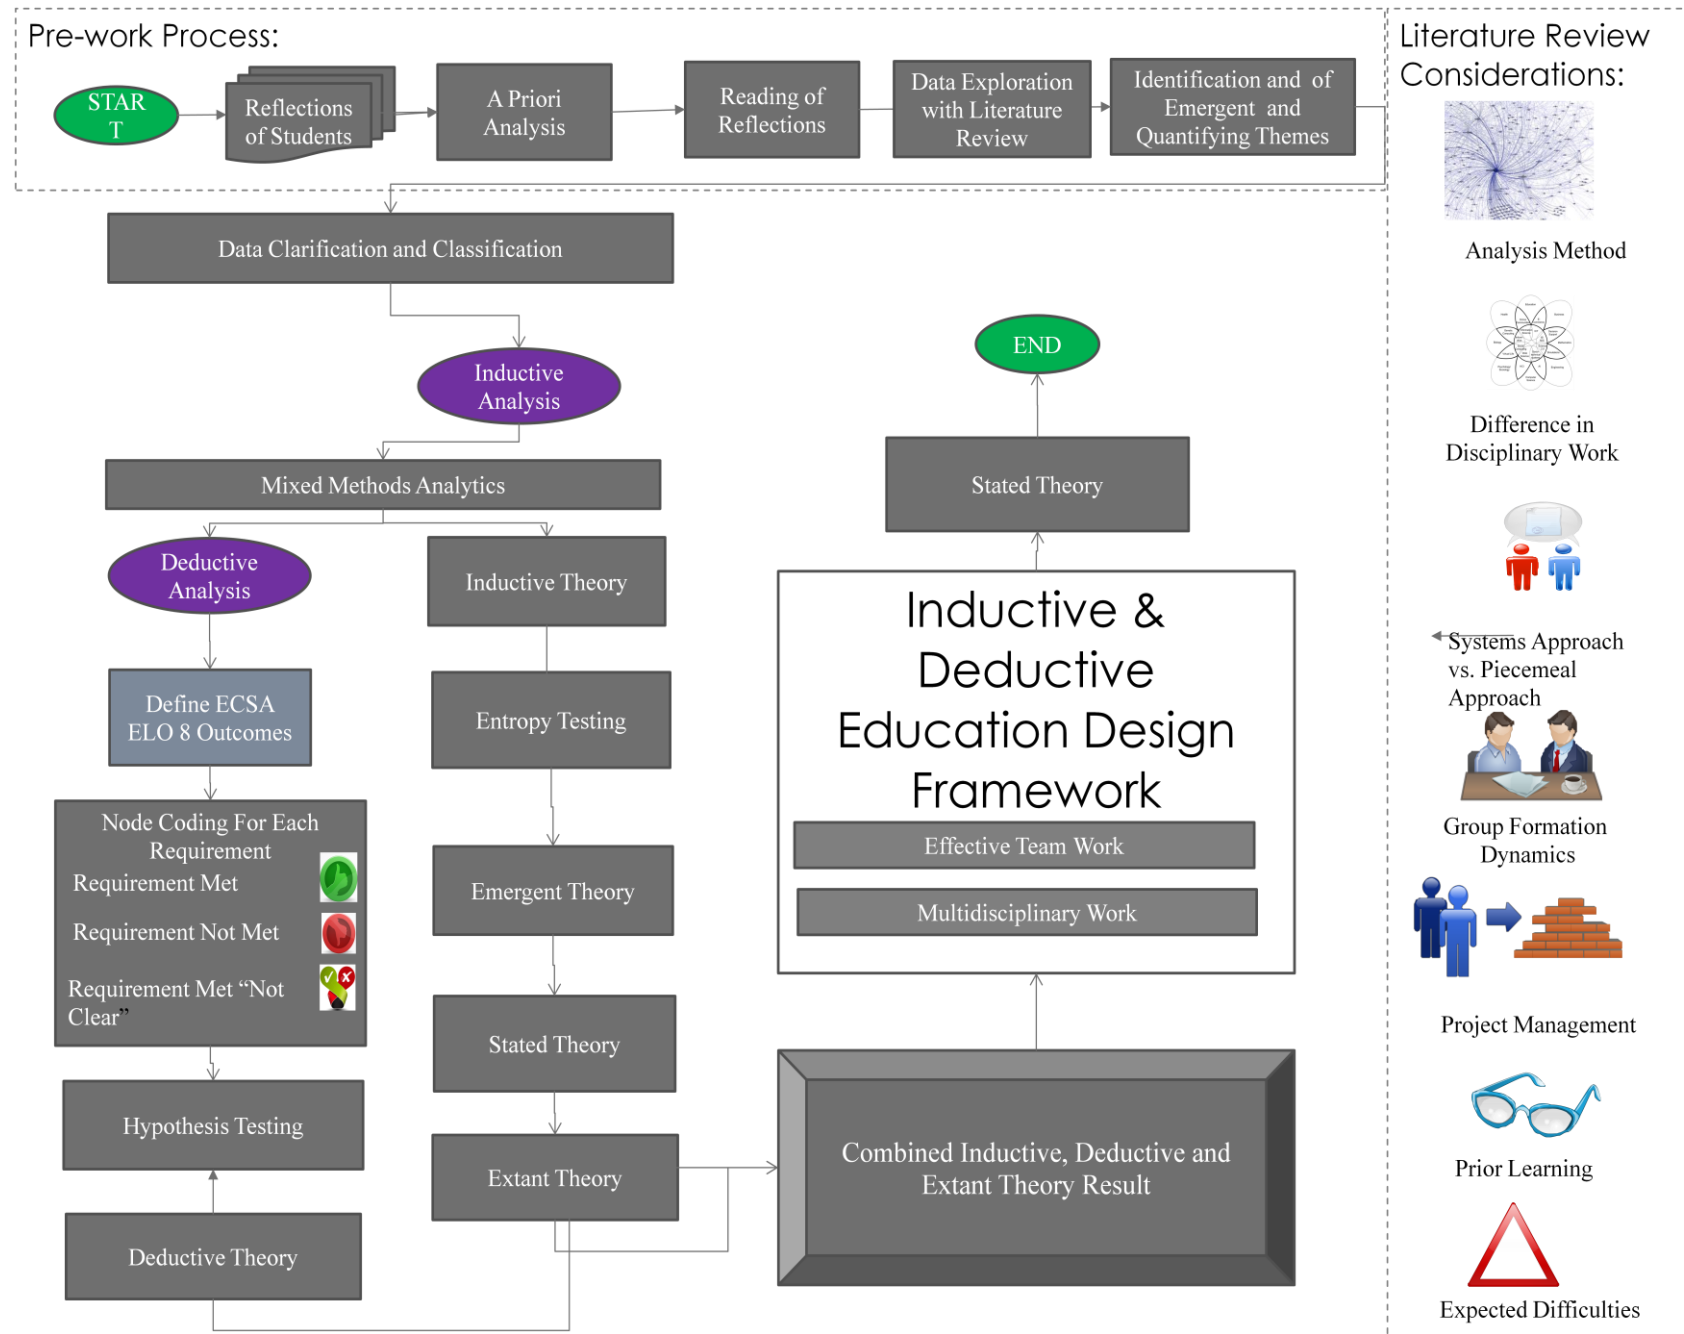 Pre-work Process:
STAR
T
Reflections
of Students
A Priori
Analysis
Reading of
Reflections
Data Exploration
with Literature
Review
Identification and of
Emergent and
Quantifying Themes
Data Clarification and Classification
Inductive
Analysis
Mixed Methods Analytics
Deductive
Analysis
Define ECSA
ELO 8 Outcomes
Node Coding For Each
Requirement
Requirement Met
Requirement Not Met
Requirement Met “Not
Clear”
Hypothesis Testing
Deductive Theory
Inductive Theory
Entropy Testing
Emergent Theory
Stated Theory
Extant Theory
Combined Inductive, Deductive and
Extant Theory Result
Inductive &
Deductive
Education Design
Framework
Effective Team Work
Multidisciplinary Work
Stated Theory
END
Literature Review
Considerations:
Analysis Method
Difference in
Disciplinary Work
Systems Approach
vs. Piecemeal
Approach
Group Formation
Dynamics
Project Management
Prior Learning
Expected Difficulties